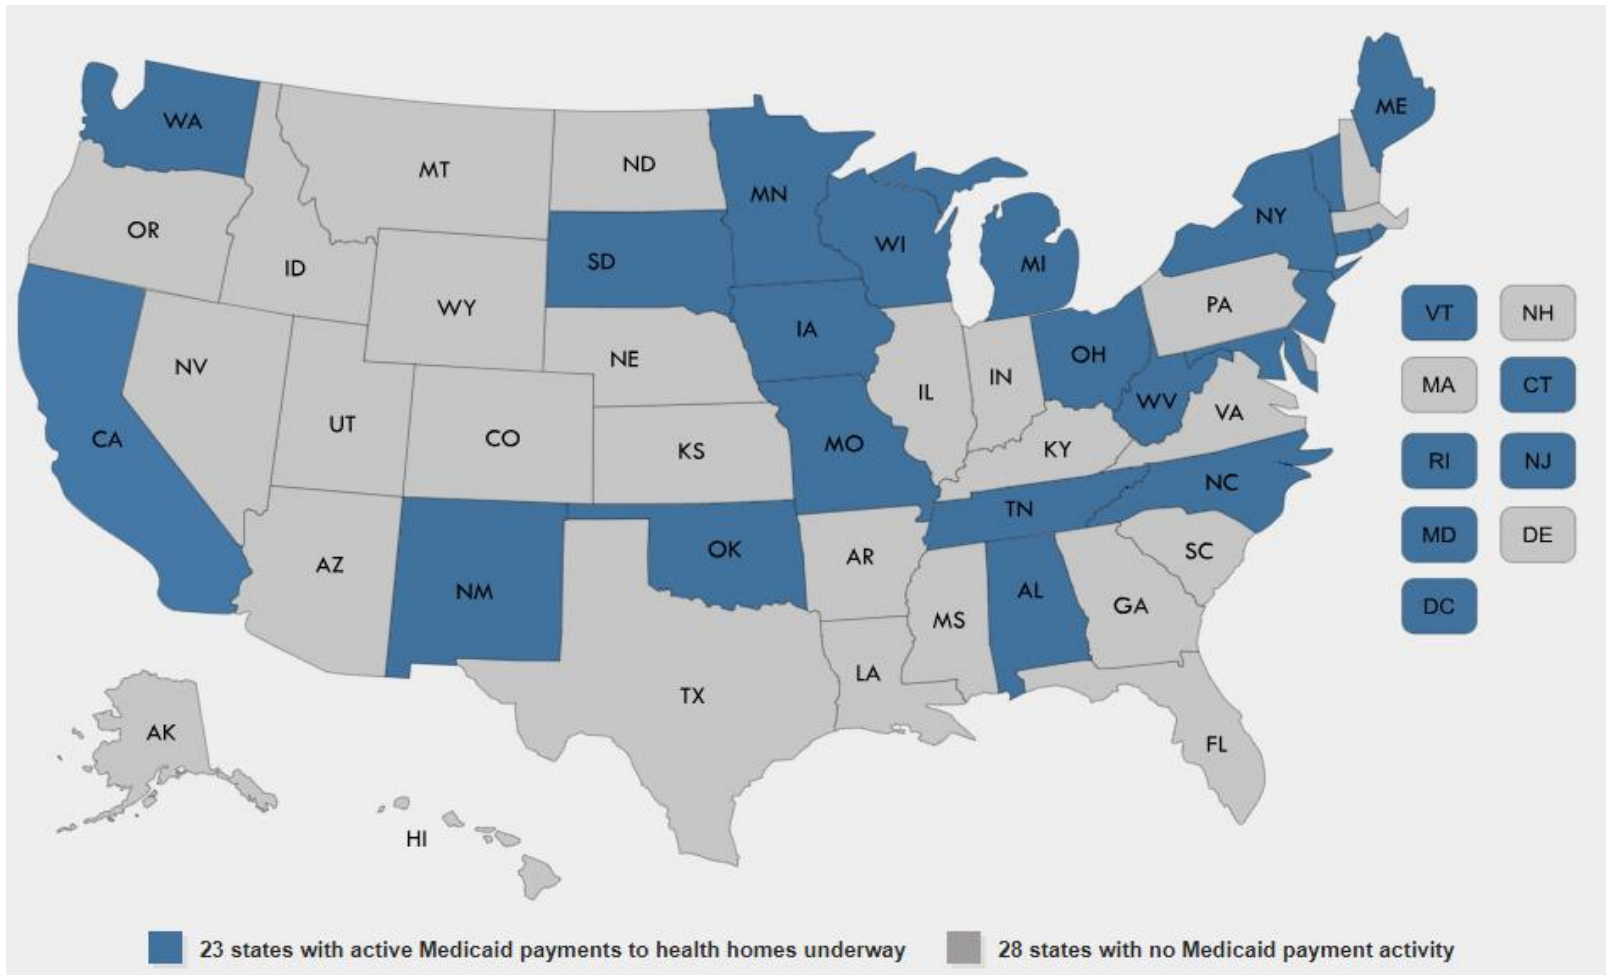 WA
MT
ND
MN
ME
OR
ID
SD
WI
MI
NY
WY
IA
PA
NV
NE
OH
IL
IN
WV
VA
UT
CO
KS
MO
KY
CA
NC
TN
AZ
NM
OK
AR
SC
MS
AL
GA
LA
TX
FL
AK
HI
VT NH
MA CT
RI NJ
MD DE
DC
23 states with active Medicaid payments to health homes underway 28 states with no Medicaid payment activity